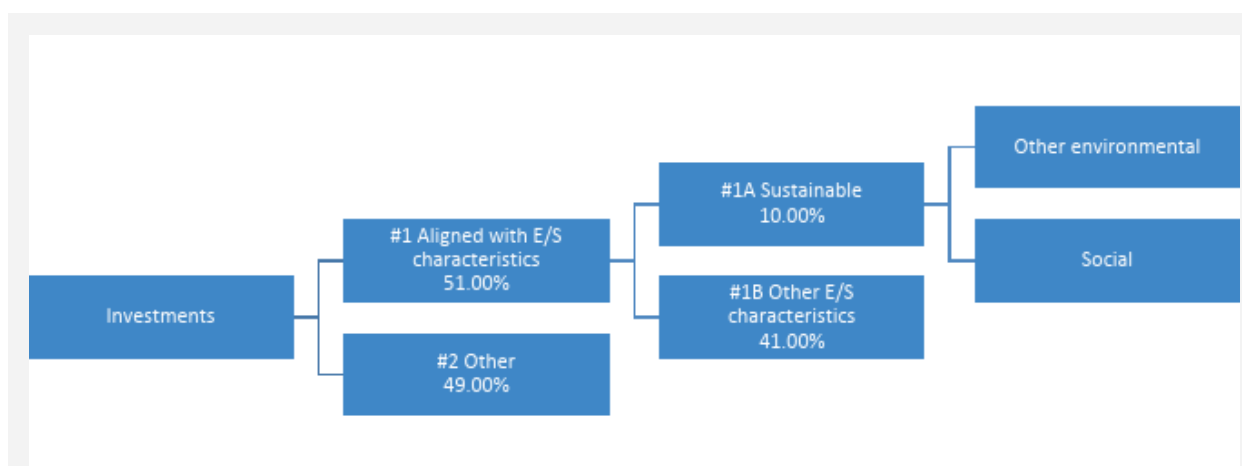 Other environmental
#1A Sustainable
10.00%
#1 Aligned with E/S
characteristics
51.00%
Social
#1B Other E/S
characteristics
41.00%
Investments
#2 Other
49.00%